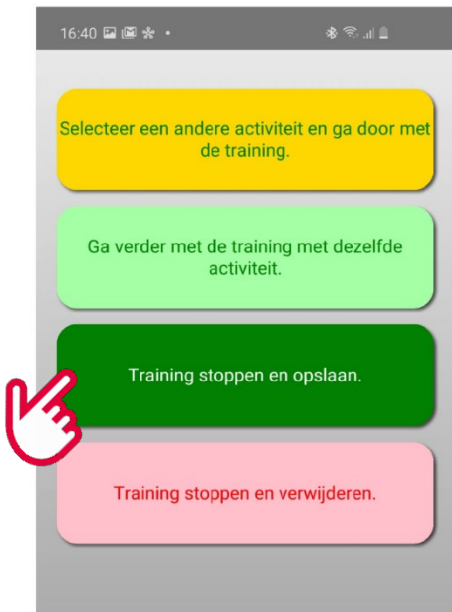 16:40
Selecteer een andere activiteit en ga door met
de training.
Ga verder met de training met dezelfde
activiteit.
Training stoppen en opslaan.
Training stoppen en verwijderen.